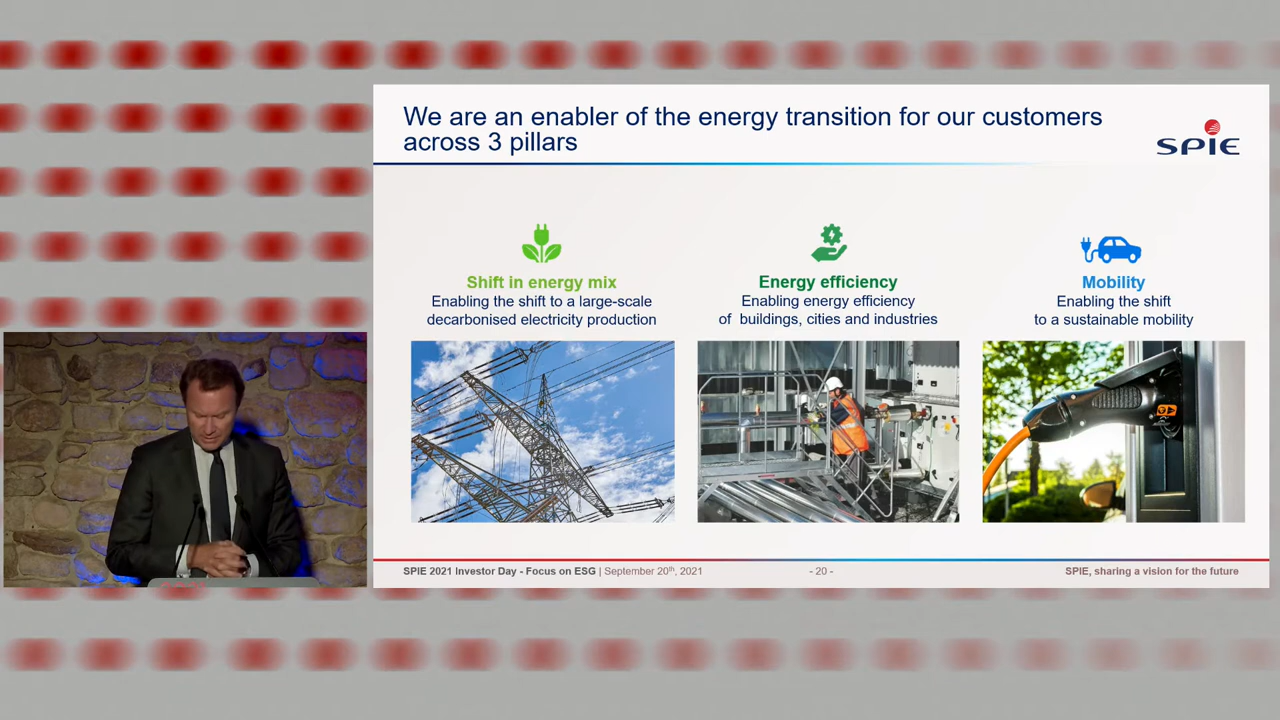 We are an enabler of the energy transition for our customers
across 3 pillars
SPIE
Shift in energy mix
Enabling the shift to a large-scale
decarbonised electricity production
Energy efficiency
Enabling energy efficiency
of buildings, cities and industries
Mobility
Enabling the shift
to a sustainable mobility
SPIE 2021 Investor Day - Focus on ESG | September 20th, 2021
- 20 -
SPIE, sharing a vision for the future